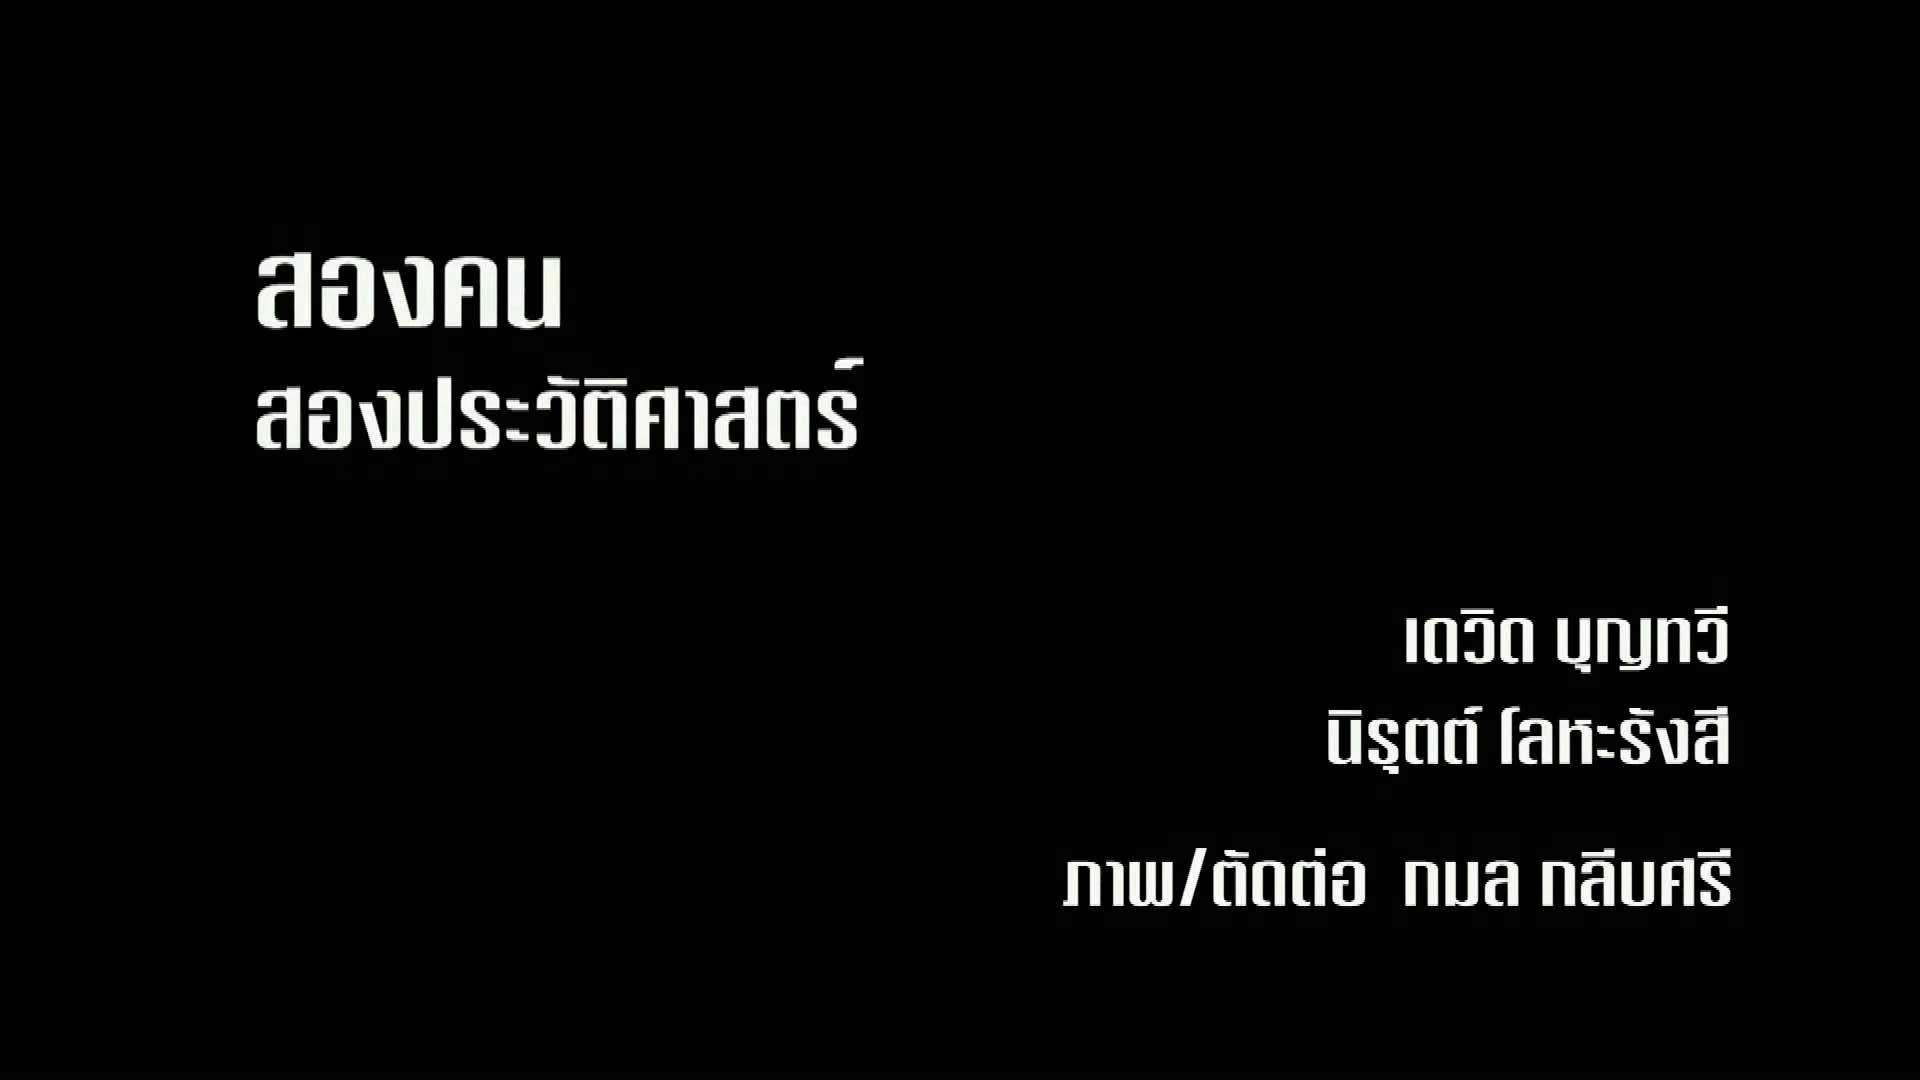 สองคน
สองประวัติศาสตร์
เดวิด บุญทวี
นิรุตต์ โลหะรังสี
ภาพ/ตัดต่อ กมล กลีบศรี